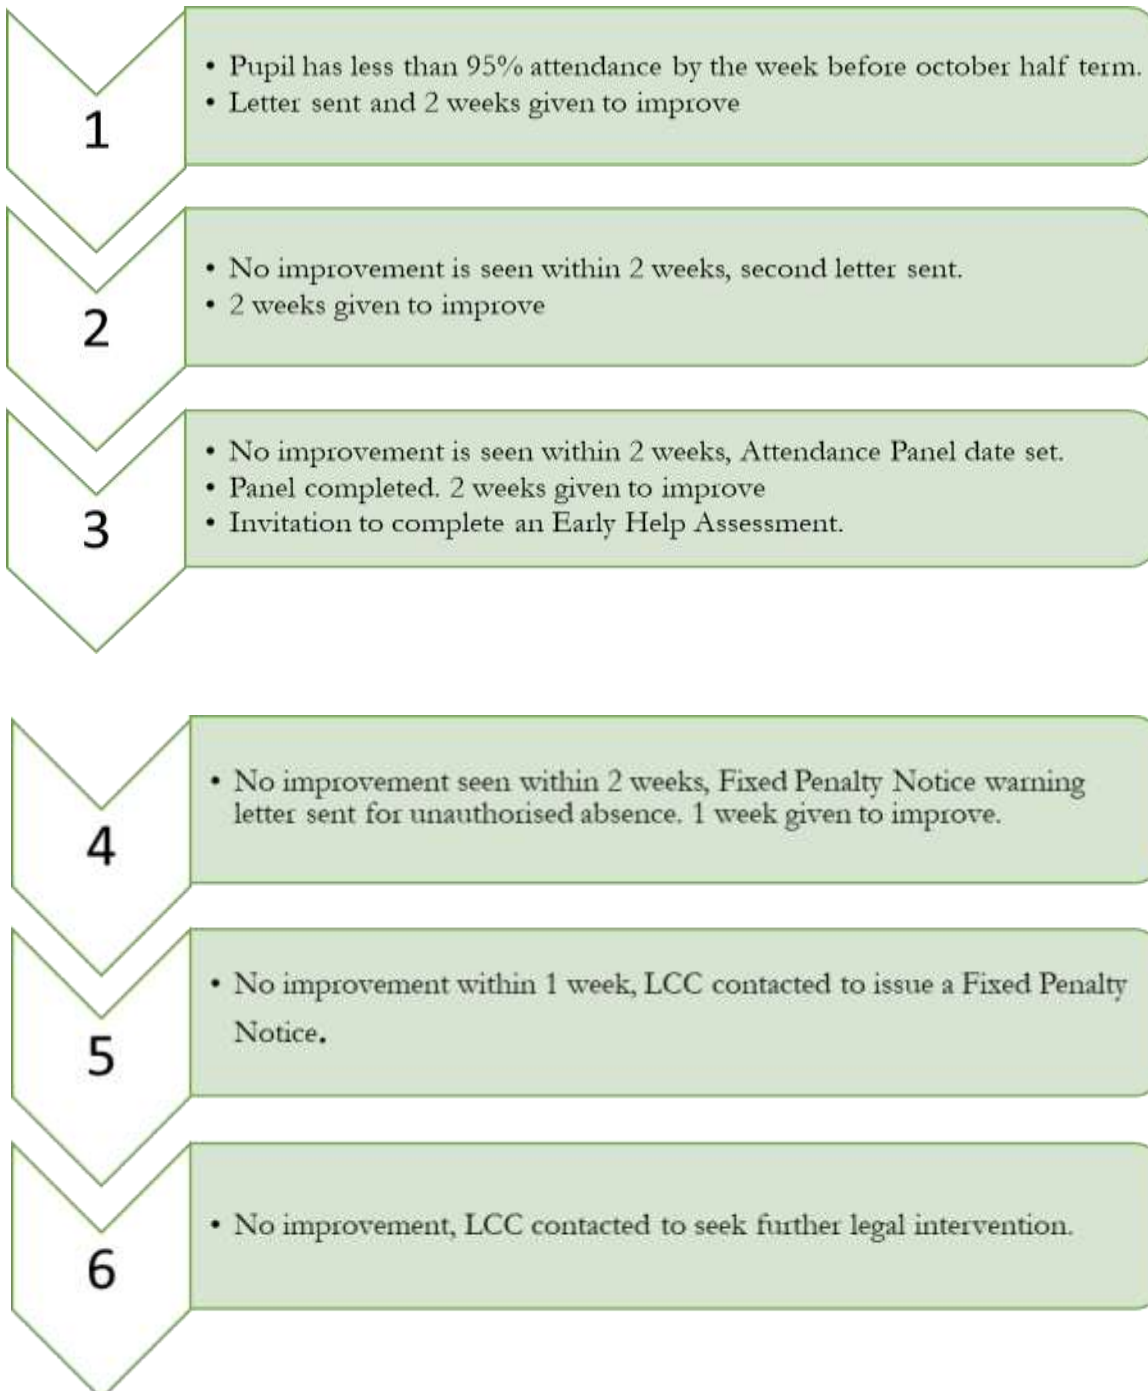 1
• Pupil has less than 95% attendance by the week before october half term.
• Letter sent and 2 weeks given to improve
2
• No improvement is seen within 2 weeks, second letter sent.
• 2 weeks given to improve
3
• No improvement is seen within 2 weeks, Attendance Panel date set.
• Panel completed. 2 weeks given to improve
• Invitation to complete an Early Help Assessment.
4
• No improvement seen within 2 weeks, Fixed Penalty Notice warning
letter sent for unauthorised absence. 1 week given to improve.
5
• No improvement within 1 week, LCC contacted to issue a Fixed Penalty
Notice.
6
• No improvement, LCC contacted to seek further legal intervention.